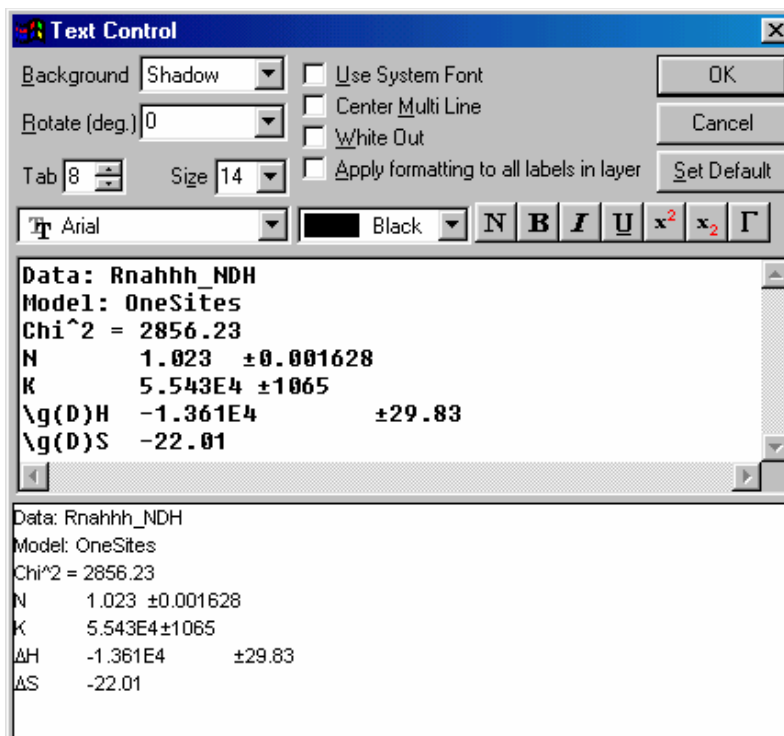 Text Control
Background Shadow Use System Font OK
Center Multi Line
Rotate (deg.) 0 White Out Cancel
Tab 8 Size 14 Apply formatting to all labels in layer Set Default
Arial Black N B I U x² x₂ Γ
Data: Rnahhh_NDH
Model: OneSites
Chi^2 = 2856.23
N 1.023 ±0.001628
K 5.543E4 ±1065
\g(D)H -1.361E4 ±29.83
\g(D)S -22.01
Data: Rnahhh_NDH
Model: OneSites
Chi^2 = 2856.23
N 1.023 ±0.001628
K 5.543E4±1065
ΔH -1.361E4 ±29.83
ΔS -22.01